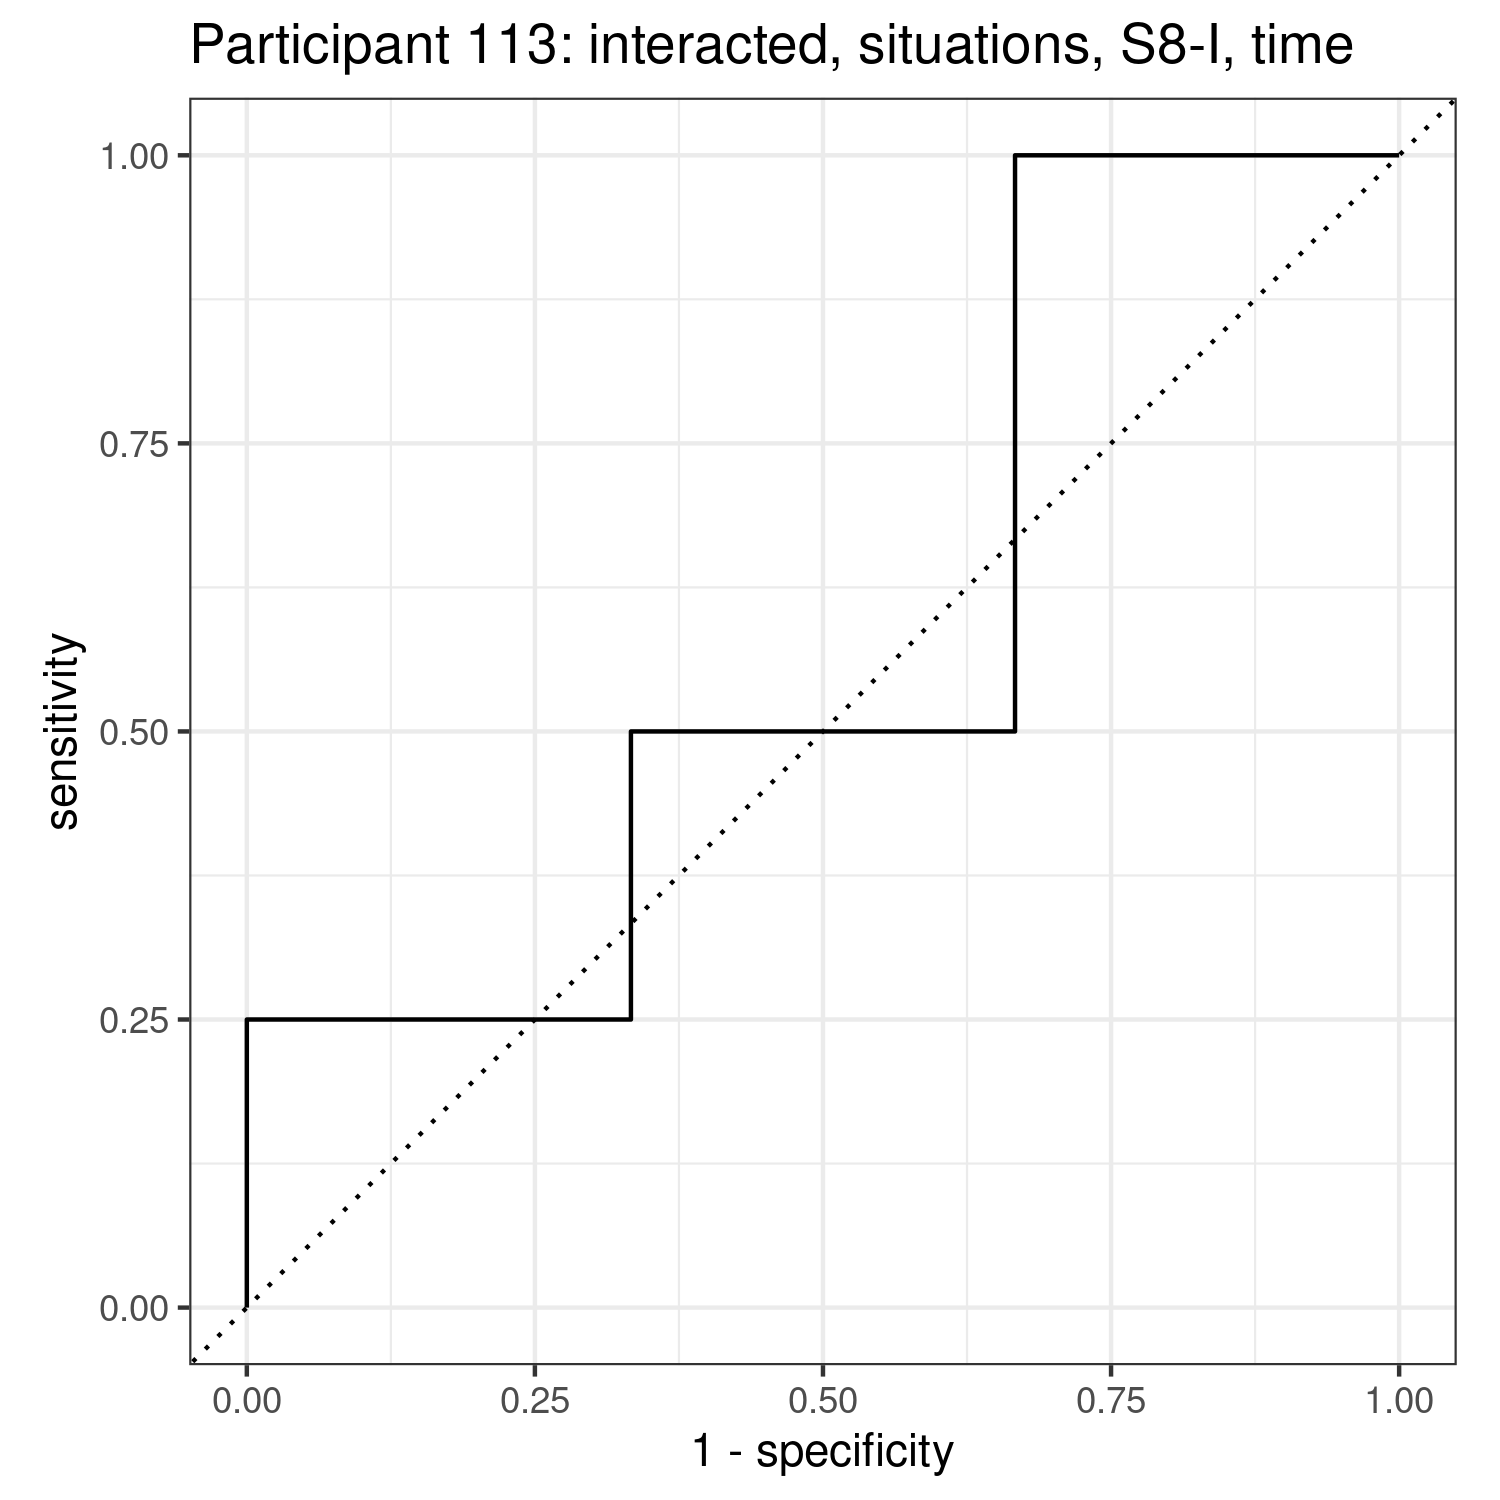 Participant 113: interacted, situations, S8-I, time
1.00
0.75
0.50
0.25
0.00
sensitivity
0.00 0.25 0.50 0.75 1.00
1 - specificity